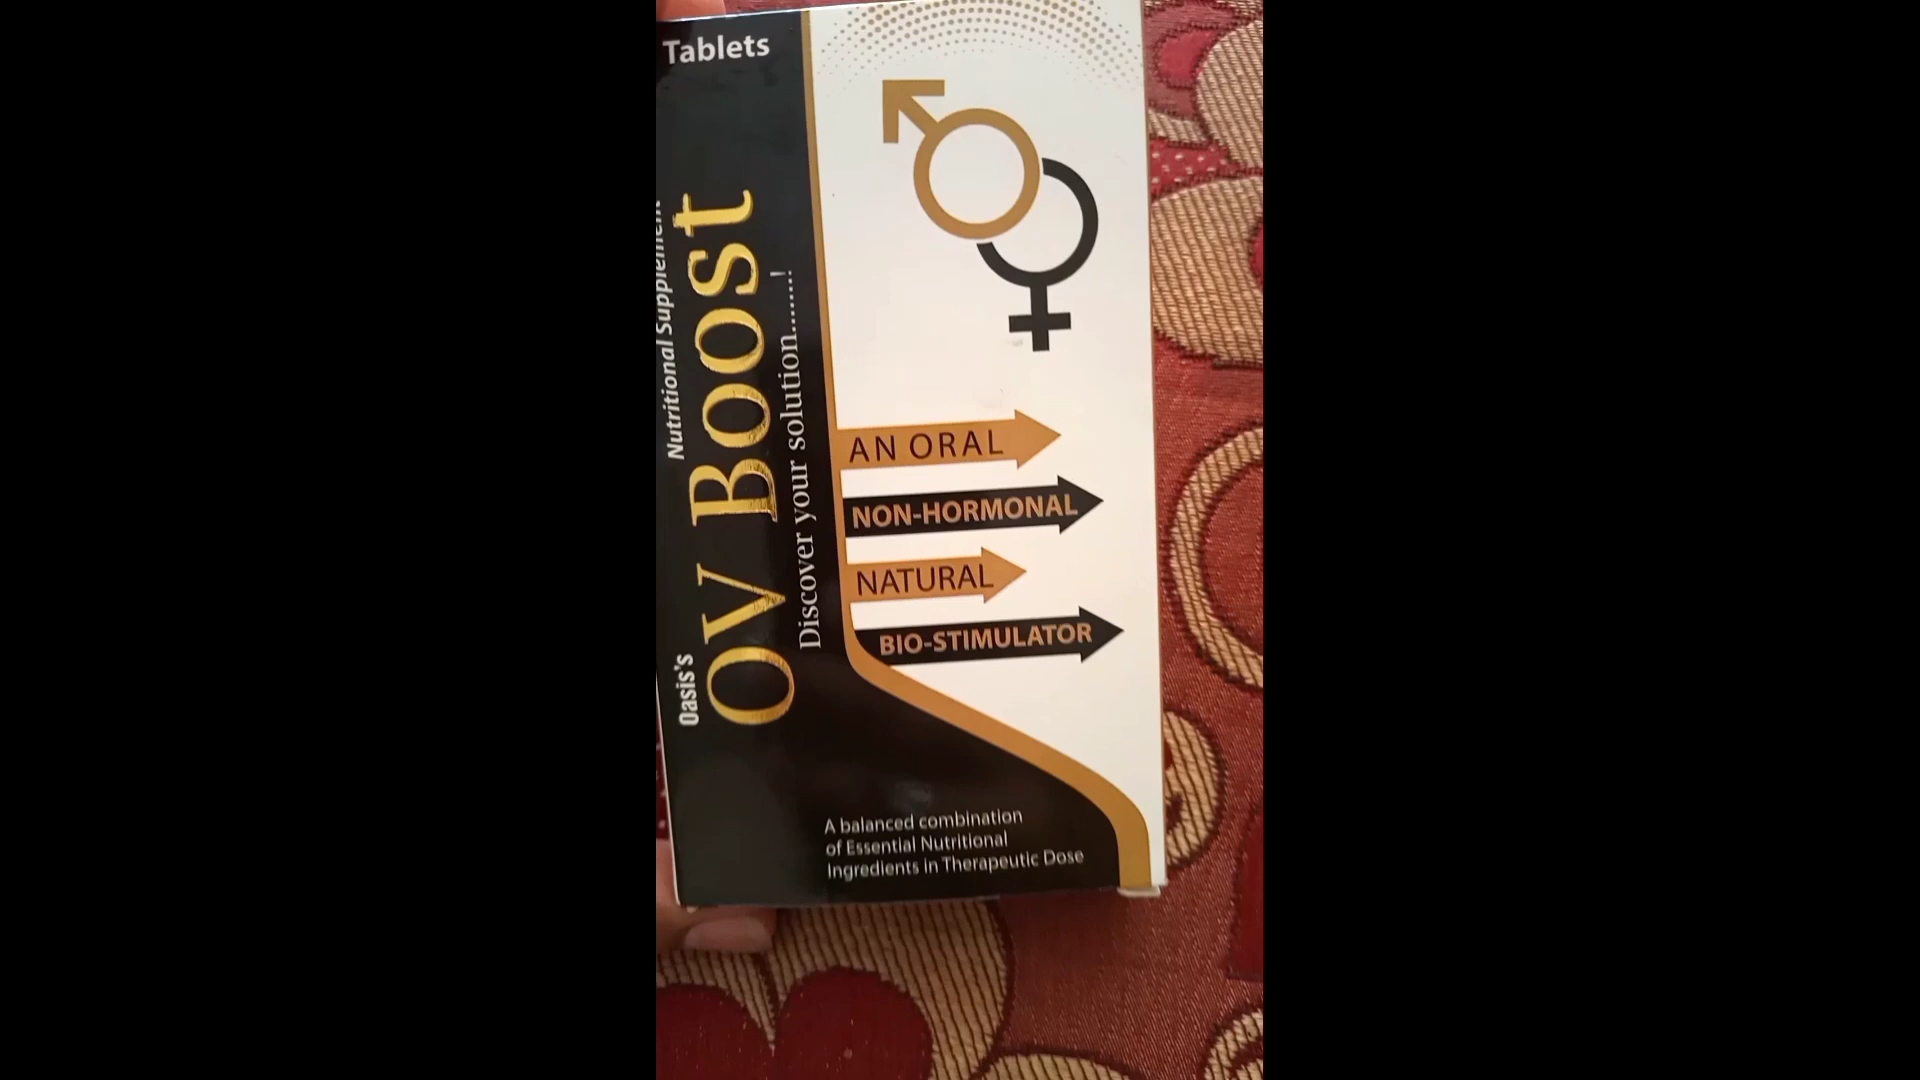 Tablets
Nutritional Supplement
Oasis's
OV Boost
Discover your solution.......!
AN ORAL
NON-HORMONAL
NATURAL
BIO-STIMULATOR
A balanced combination
of Essential Nutritional
Ingredients in Therapeutic Dose